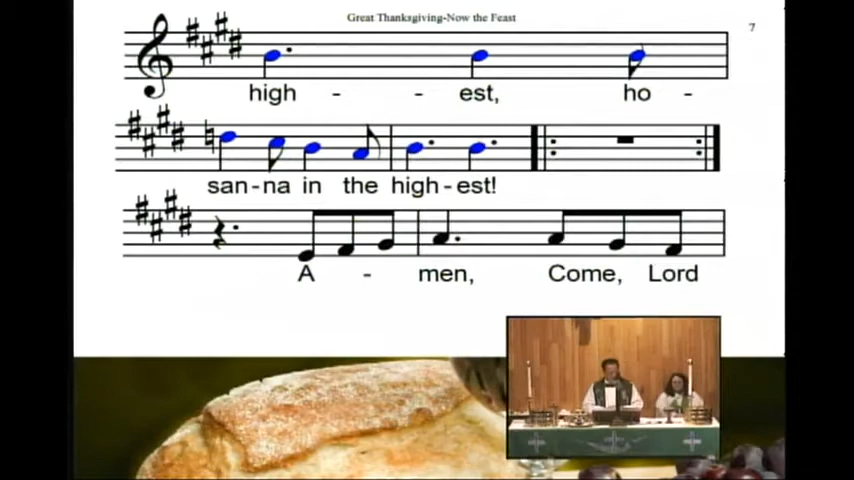 Great Thanksgiving-Now the Feast
7
high - - est, ho -
san-na in the high-est!
A - men, Come, Lord